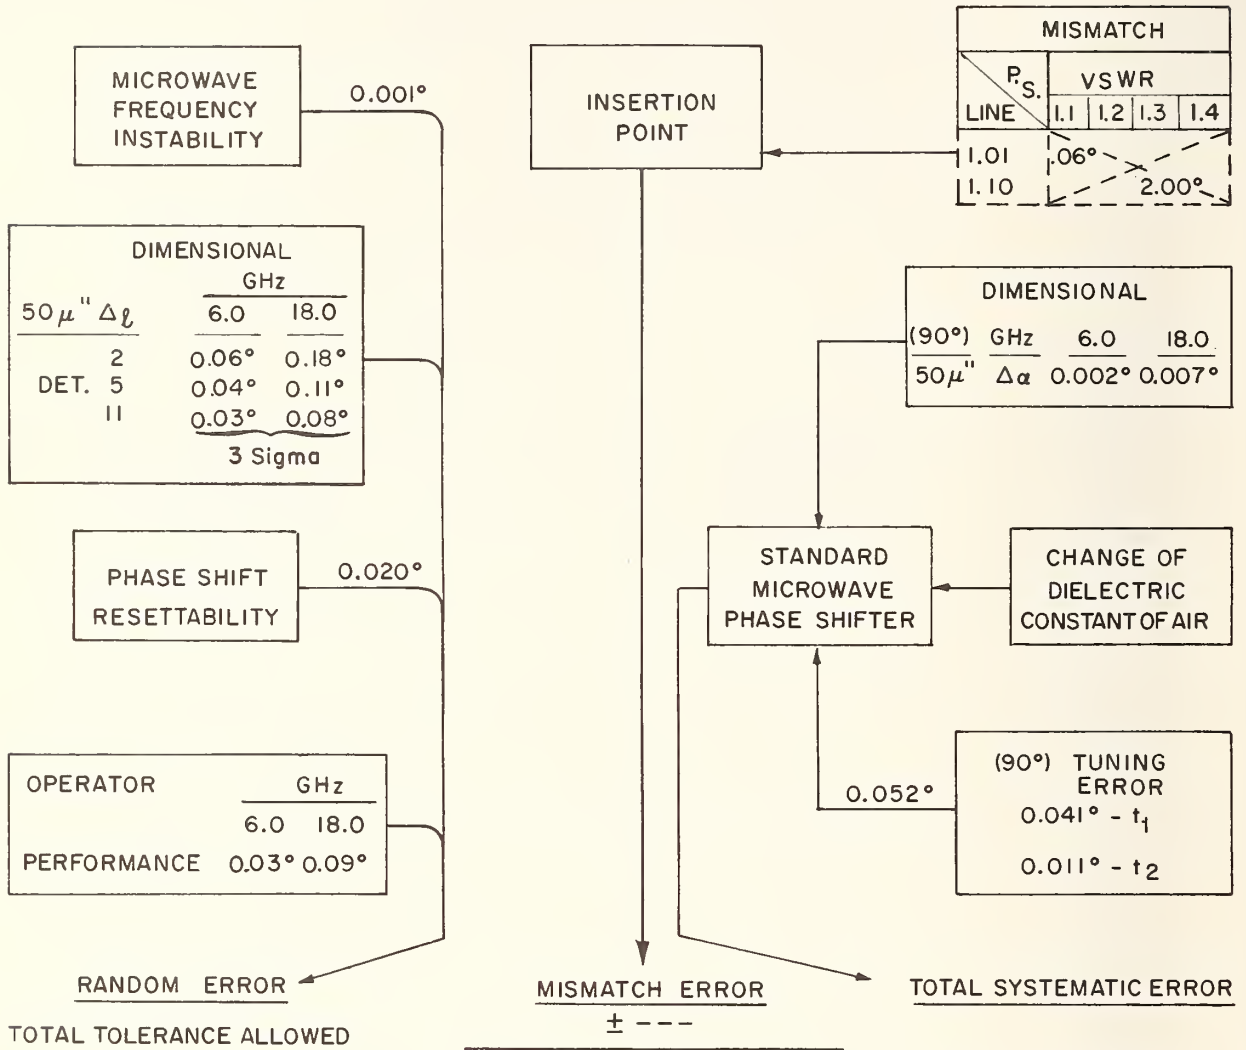 MICROWAVE
FREQUENCY
INSTABILITY
0.001°
DIMENSIONAL
GHz
50μ" Δℓ 6.0 18.0
2 0.06° 0.18°
DET. 5 0.04° 0.11°
11 0.03° 0.08°
3 Sigma
PHASE SHIFT
RESETTABILITY
0.020°
OPERATOR GHz
6.0 18.0
PERFORMANCE 0.03° 0.09°
RANDOM ERROR
TOTAL TOLERANCE ALLOWED
INSERTION
POINT
MISMATCH ERROR
± ---
MISMATCH
P.S. VSWR
LINE 1.1 1.2 1.3 1.4
1.01 .06°
1.10 2.00°
DIMENSIONAL
(90°) GHz 6.0 18.0
50μ" Δα 0.002° 0.007°
STANDARD
MICROWAVE
PHASE SHIFTER
CHANGE OF
DIELECTRIC
CONSTANT OF AIR
0.052°
(90°) TUNING
ERROR
0.041° - t1
0.011° - t2
TOTAL SYSTEMATIC ERROR